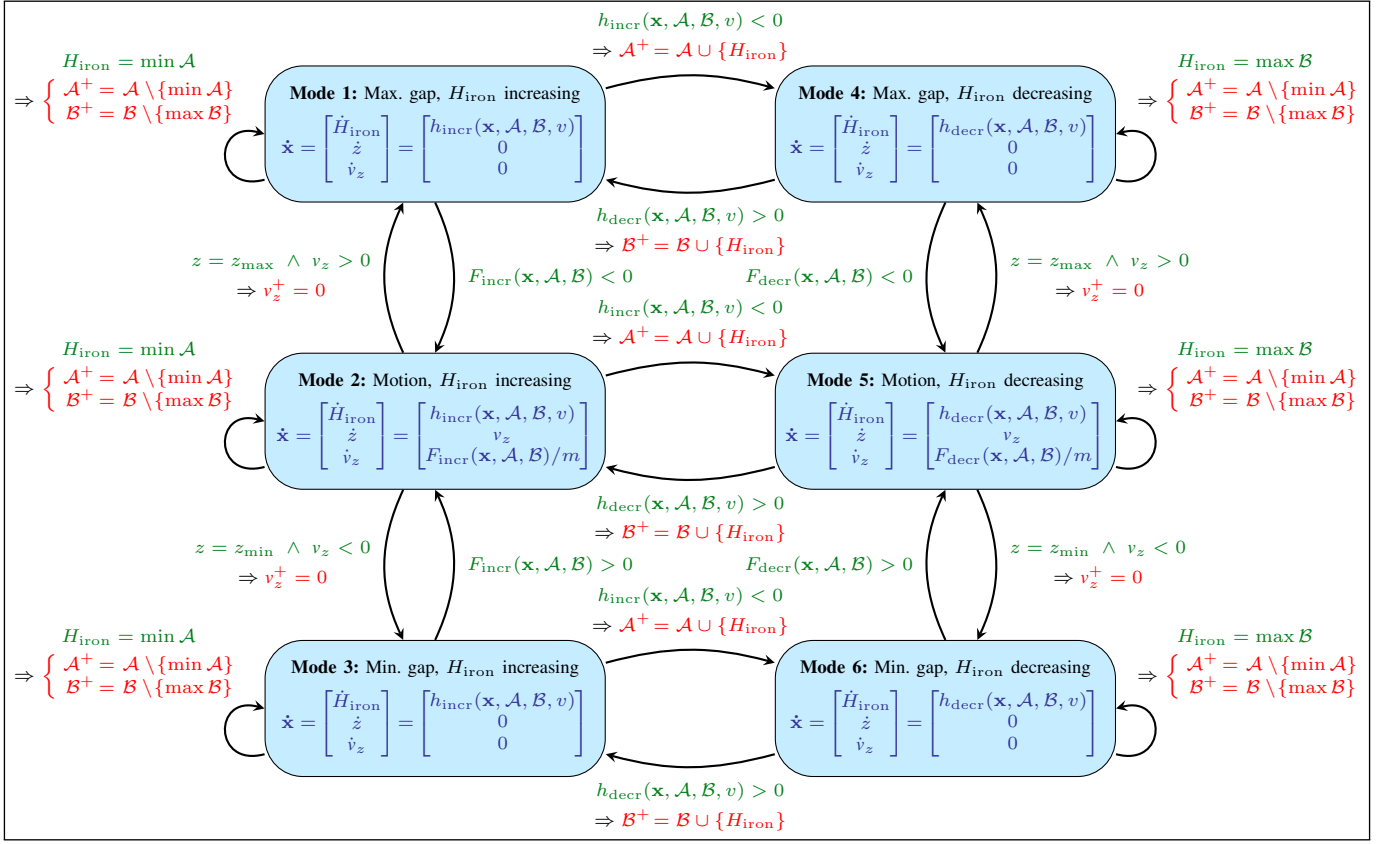 h_incr(𝐱, 𝒜, ℬ, v) < 0
⇒ 𝒜⁺ = 𝒜 ∪ {H_iron}
H_iron = min 𝒜
⇒ { 𝒜⁺ = 𝒜 \{min 𝒜}
ℬ⁺ = ℬ \{max ℬ}
Mode 1: Max. gap, H_iron increasing
ẋ = [Ḣ_iron ; ż ; v̇_z] = [h_incr(𝐱, 𝒜, ℬ, v) ; 0 ; 0]
Mode 4: Max. gap, H_iron decreasing
ẋ = [Ḣ_iron ; ż ; v̇_z] = [h_decr(𝐱, 𝒜, ℬ, v) ; 0 ; 0]
H_iron = max ℬ
⇒ { 𝒜⁺ = 𝒜 \{min 𝒜}
ℬ⁺ = ℬ \{max ℬ}
h_decr(𝐱, 𝒜, ℬ, v) > 0
⇒ ℬ⁺ = ℬ ∪ {H_iron}
z = z_max ∧ v_z > 0
⇒ v_z⁺ = 0
F_incr(𝐱, 𝒜, ℬ) < 0
F_decr(𝐱, 𝒜, ℬ) < 0
z = z_max ∧ v_z > 0
⇒ v_z⁺ = 0
h_incr(𝐱, 𝒜, ℬ, v) < 0
⇒ 𝒜⁺ = 𝒜 ∪ {H_iron}
H_iron = min 𝒜
⇒ { 𝒜⁺ = 𝒜 \{min 𝒜}
ℬ⁺ = ℬ \{max ℬ}
Mode 2: Motion, H_iron increasing
ẋ = [Ḣ_iron ; ż ; v̇_z] = [h_incr(𝐱, 𝒜, ℬ, v) ; v_z ; F_incr(𝐱, 𝒜, ℬ)/m]
Mode 5: Motion, H_iron decreasing
ẋ = [Ḣ_iron ; ż ; v̇_z] = [h_decr(𝐱, 𝒜, ℬ, v) ; v_z ; F_decr(𝐱, 𝒜, ℬ)/m]
H_iron = max ℬ
⇒ { 𝒜⁺ = 𝒜 \{min 𝒜}
ℬ⁺ = ℬ \{max ℬ}
h_decr(𝐱, 𝒜, ℬ, v) > 0
⇒ ℬ⁺ = ℬ ∪ {H_iron}
z = z_min ∧ v_z < 0
⇒ v_z⁺ = 0
F_incr(𝐱, 𝒜, ℬ) > 0
F_decr(𝐱, 𝒜, ℬ) > 0
z = z_min ∧ v_z < 0
⇒ v_z⁺ = 0
h_incr(𝐱, 𝒜, ℬ, v) < 0
⇒ 𝒜⁺ = 𝒜 ∪ {H_iron}
H_iron = min 𝒜
⇒ { 𝒜⁺ = 𝒜 \{min 𝒜}
ℬ⁺ = ℬ \{max ℬ}
Mode 3: Min. gap, H_iron increasing
ẋ = [Ḣ_iron ; ż ; v̇_z] = [h_incr(𝐱, 𝒜, ℬ, v) ; 0 ; 0]
Mode 6: Min. gap, H_iron decreasing
ẋ = [Ḣ_iron ; ż ; v̇_z] = [h_decr(𝐱, 𝒜, ℬ, v) ; 0 ; 0]
H_iron = max ℬ
⇒ { 𝒜⁺ = 𝒜 \{min 𝒜}
ℬ⁺ = ℬ \{max ℬ}
h_decr(𝐱, 𝒜, ℬ, v) > 0
⇒ ℬ⁺ = ℬ ∪ {H_iron}